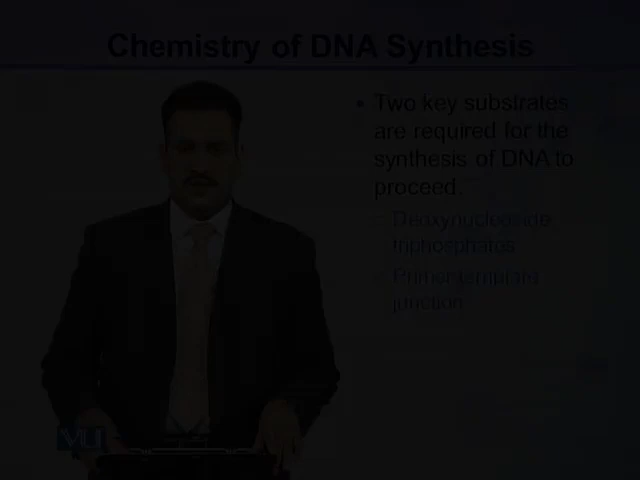 Chemistry of DNA Synthesis
Two key substrates
are required for the
synthesis of DNA to
proceed.
Deoxynucleoside
triphosphates
Primer:template
junction
VU